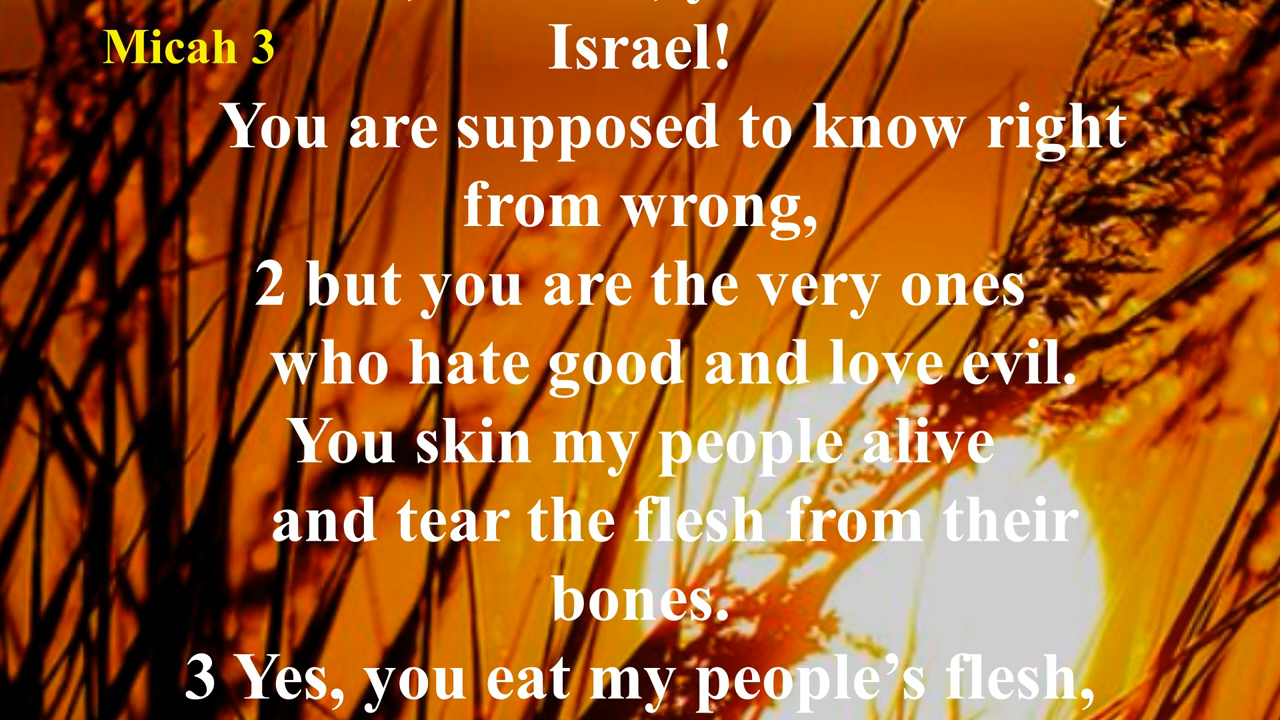 Micah 3
Israel!
You are supposed to know right
from wrong,
2 but you are the very ones
who hate good and love evil.
You skin my people alive
and tear the flesh from their
bones.
3 Yes, you eat my people’s flesh,